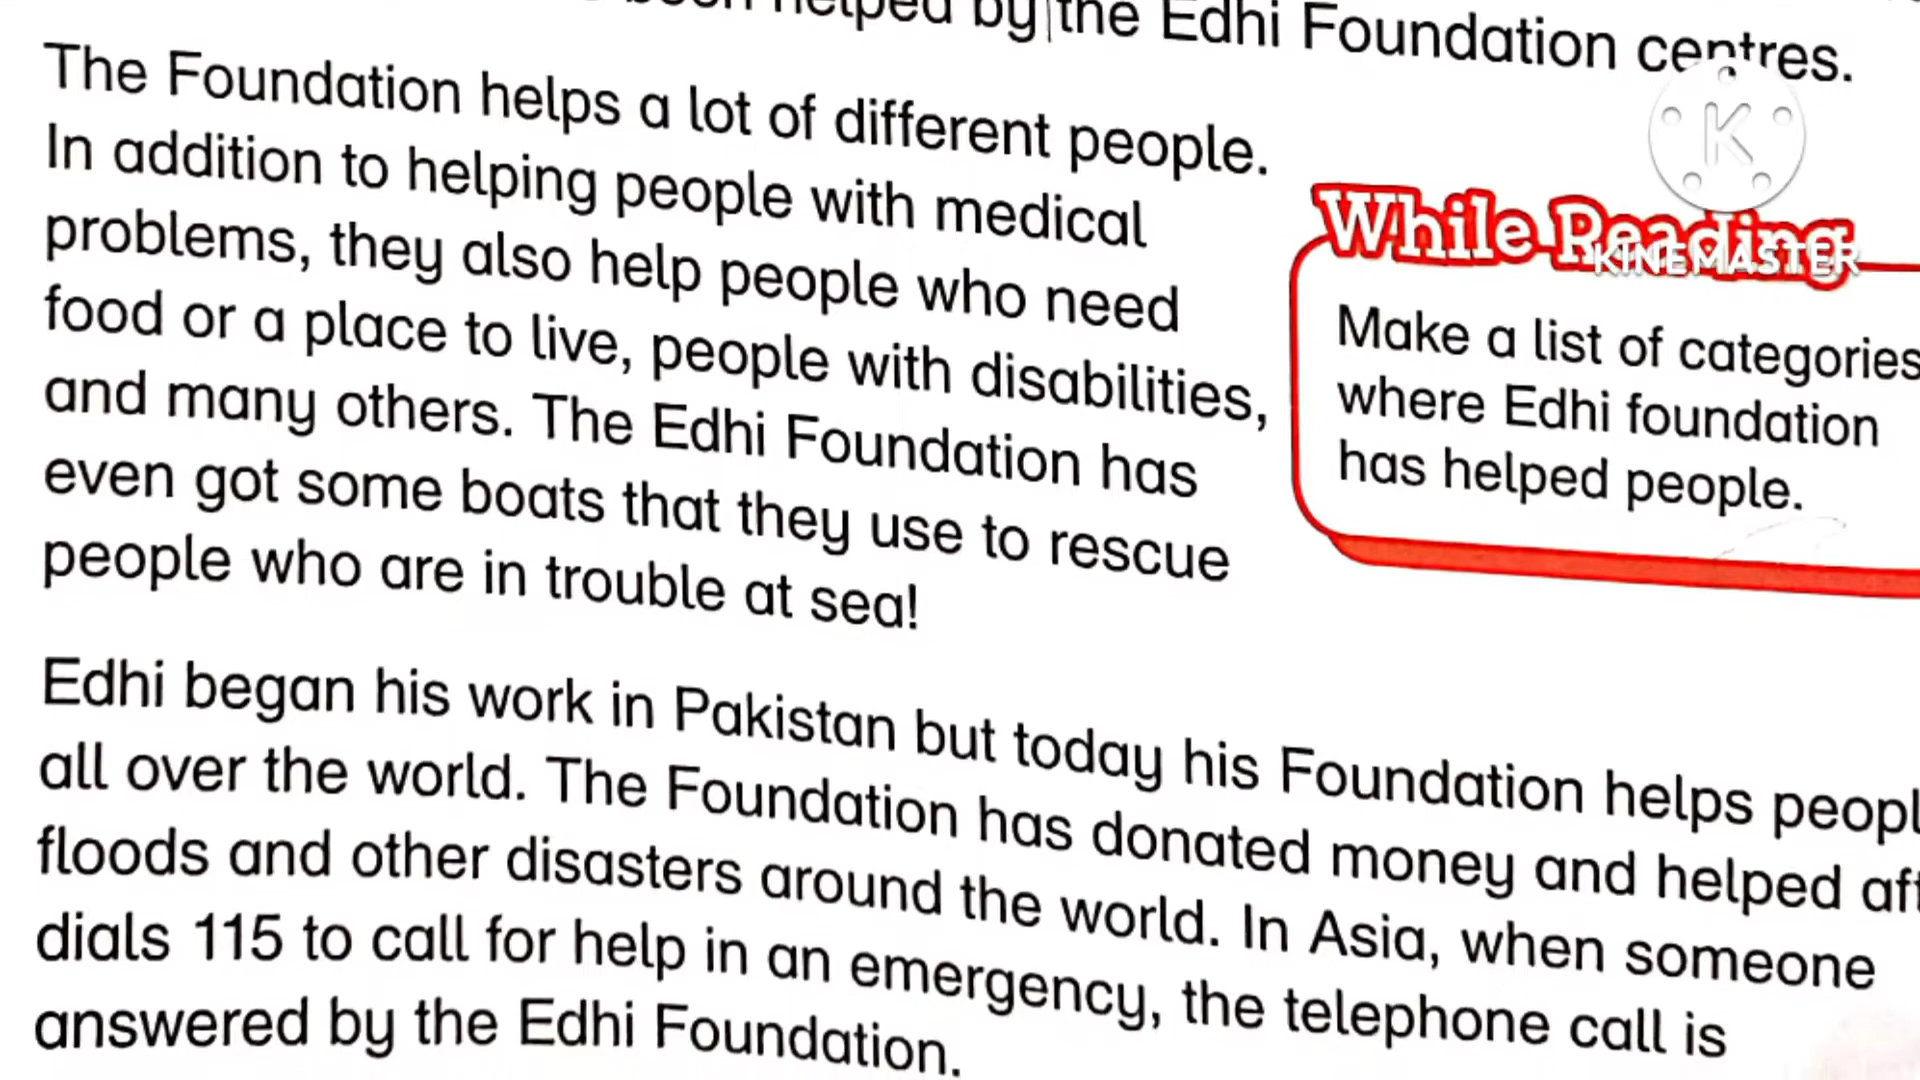 been helped by the Edhi Foundation centres.
The Foundation helps a lot of different people.
In addition to helping people with medical
problems, they also help people who need
food or a place to live, people with disabilities,
and many others. The Edhi Foundation has
even got some boats that they use to rescue
people who are in trouble at sea!
While Reading
K
KINEMASTER
Make a list of categories
where Edhi foundation
has helped people.
Edhi began his work in Pakistan but today his Foundation helps peopl
all over the world. The Foundation has donated money and helped aft
floods and other disasters around the world. In Asia, when someone
dials 115 to call for help in an emergency, the telephone call is
answered by the Edhi Foundation.